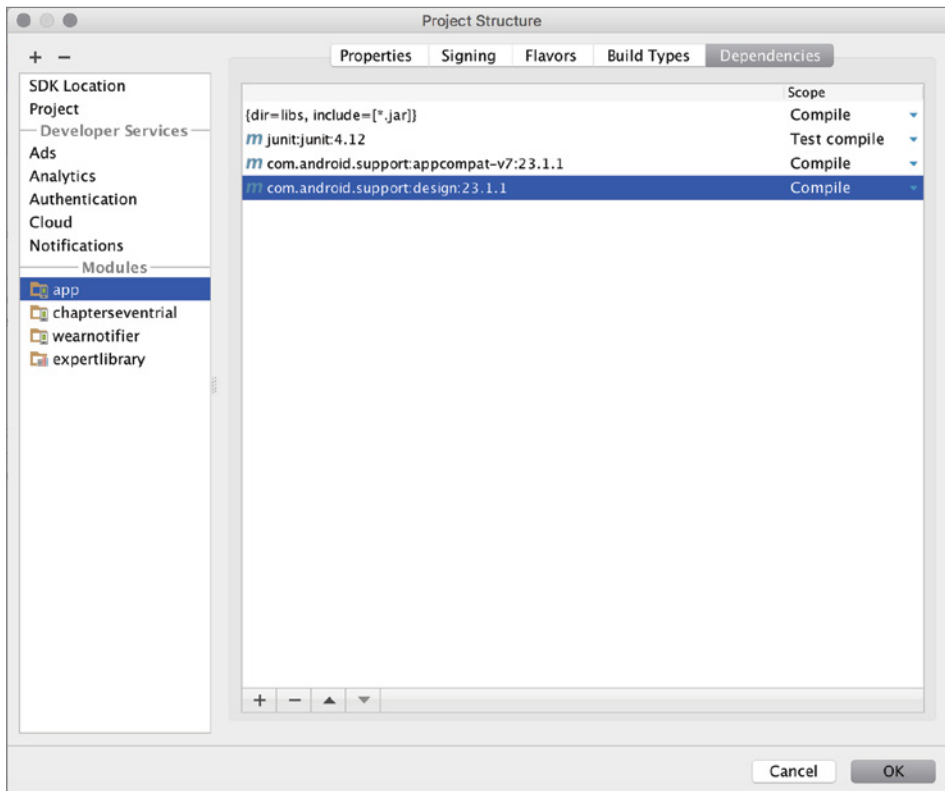 Project Structure
+ −
SDK Location
Project
Developer Services
Ads
Analytics
Authentication
Cloud
Notifications
Modules
app
chapterseventrial
wearnotifier
expertlibrary
Properties Signing Flavors Build Types Dependencies
Scope
{dir=libs, include=[*.jar]} Compile
m junit:junit:4.12 Test compile
m com.android.support:appcompat-v7:23.1.1 Compile
m com.android.support:design:23.1.1 Compile
+ −
Cancel OK